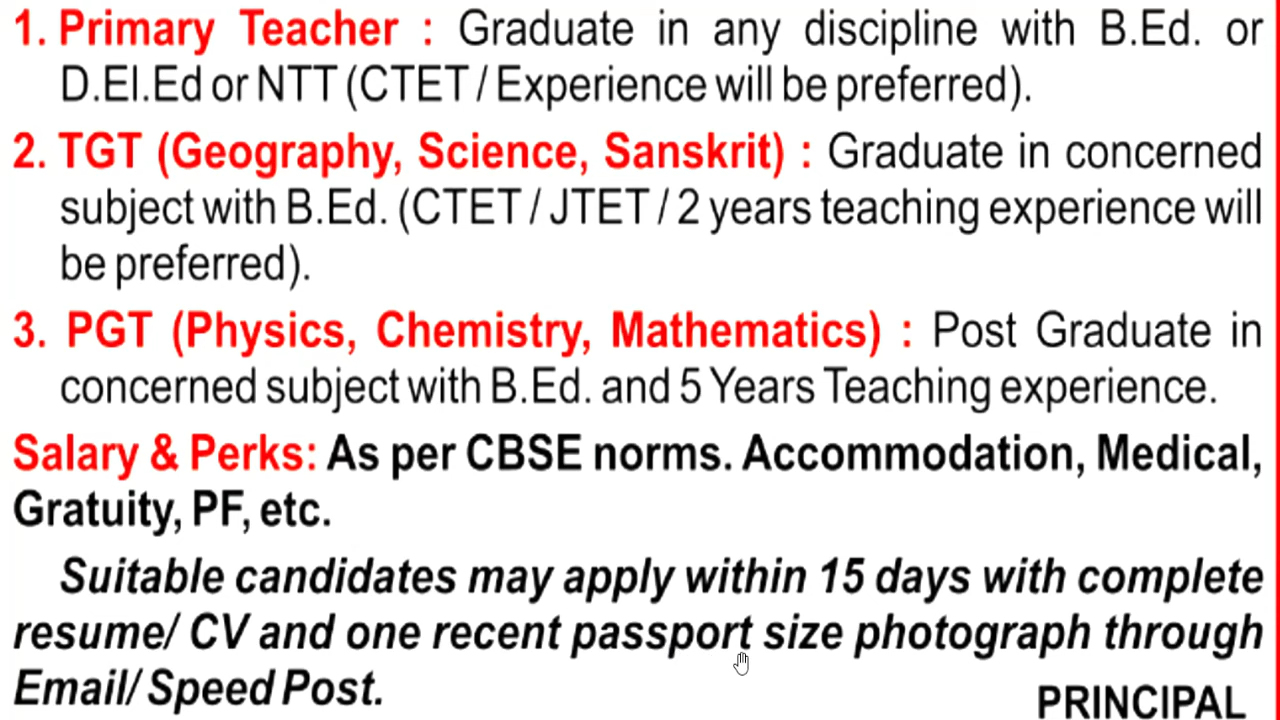 1. Primary Teacher : Graduate in any discipline with B.Ed. or
D.El.Ed or NTT (CTET / Experience will be preferred).
2. TGT (Geography, Science, Sanskrit) : Graduate in concerned
subject with B.Ed. (CTET / JTET / 2 years teaching experience will
be preferred).
3. PGT (Physics, Chemistry, Mathematics) : Post Graduate in
concerned subject with B.Ed. and 5 Years Teaching experience.
Salary & Perks: As per CBSE norms. Accommodation, Medical,
Gratuity, PF, etc.
Suitable candidates may apply within 15 days with complete
resume/ CV and one recent passport size photograph through
Email/ Speed Post.
PRINCIPAL